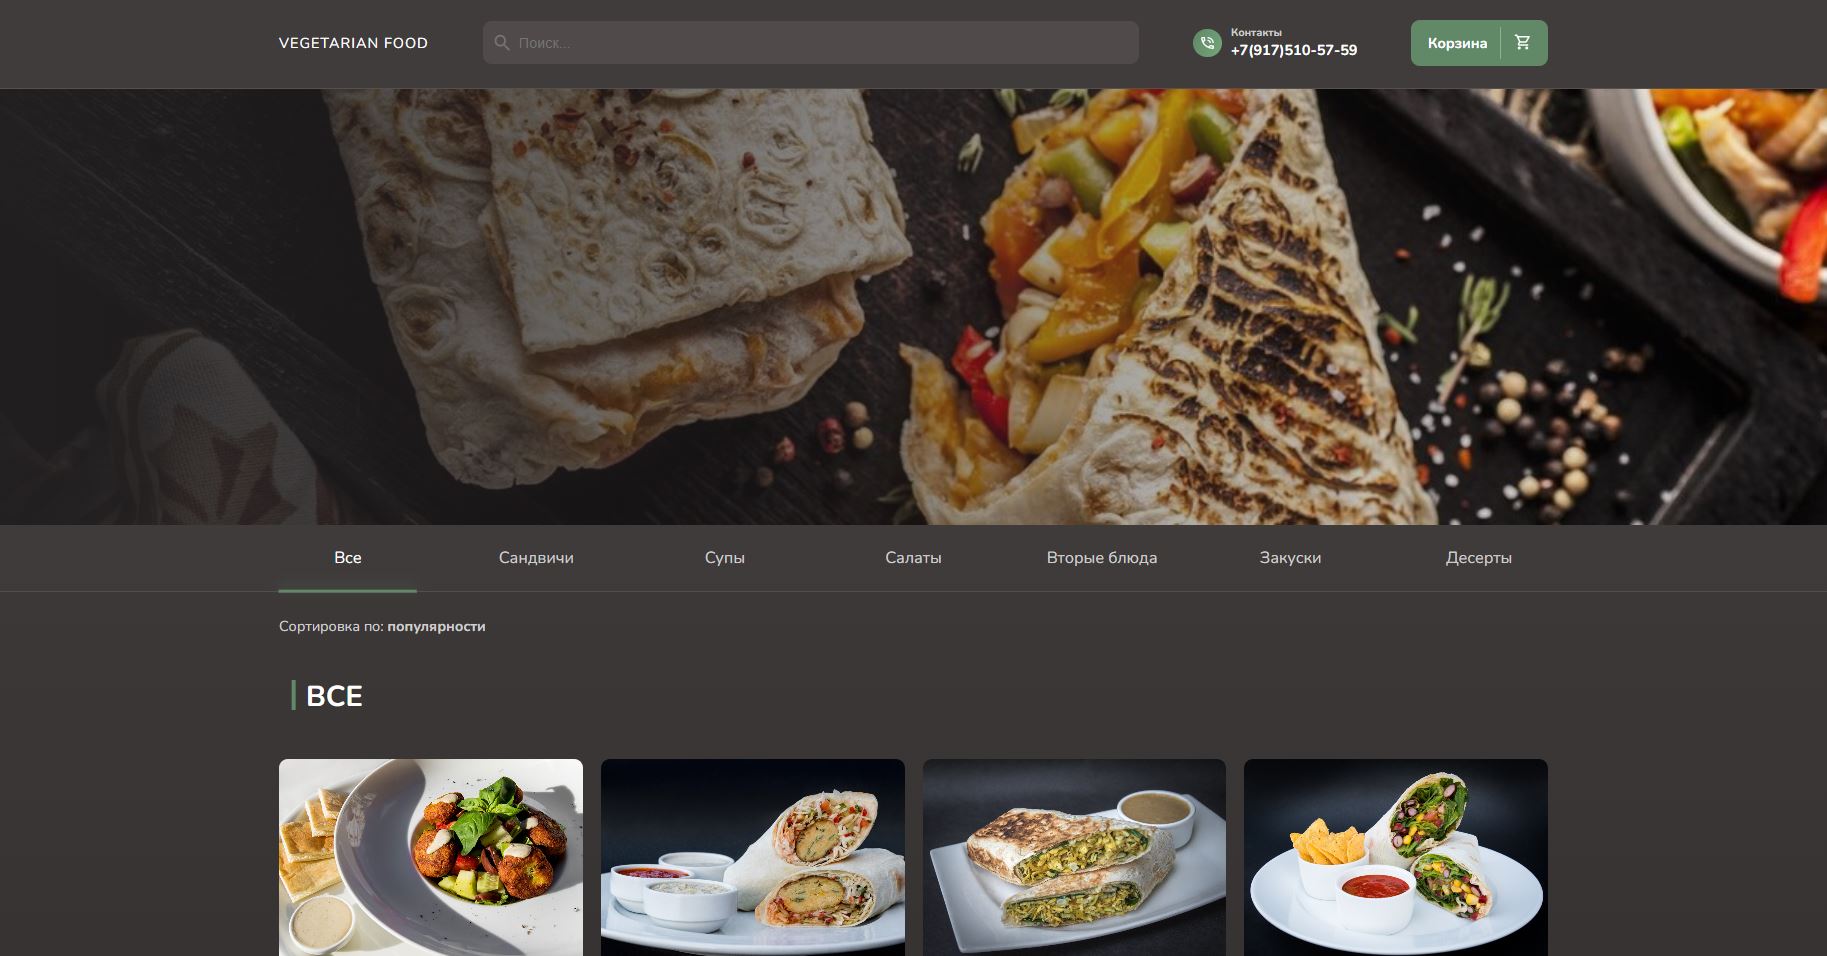 VEGETARIAN FOOD
Поиск...
Контакты
+7(917)510-57-59
Корзина
Все
Сандвичи
Супы
Салаты
Вторые блюда
Закуски
Десерты
Сортировка по: популярности
ВСЕ